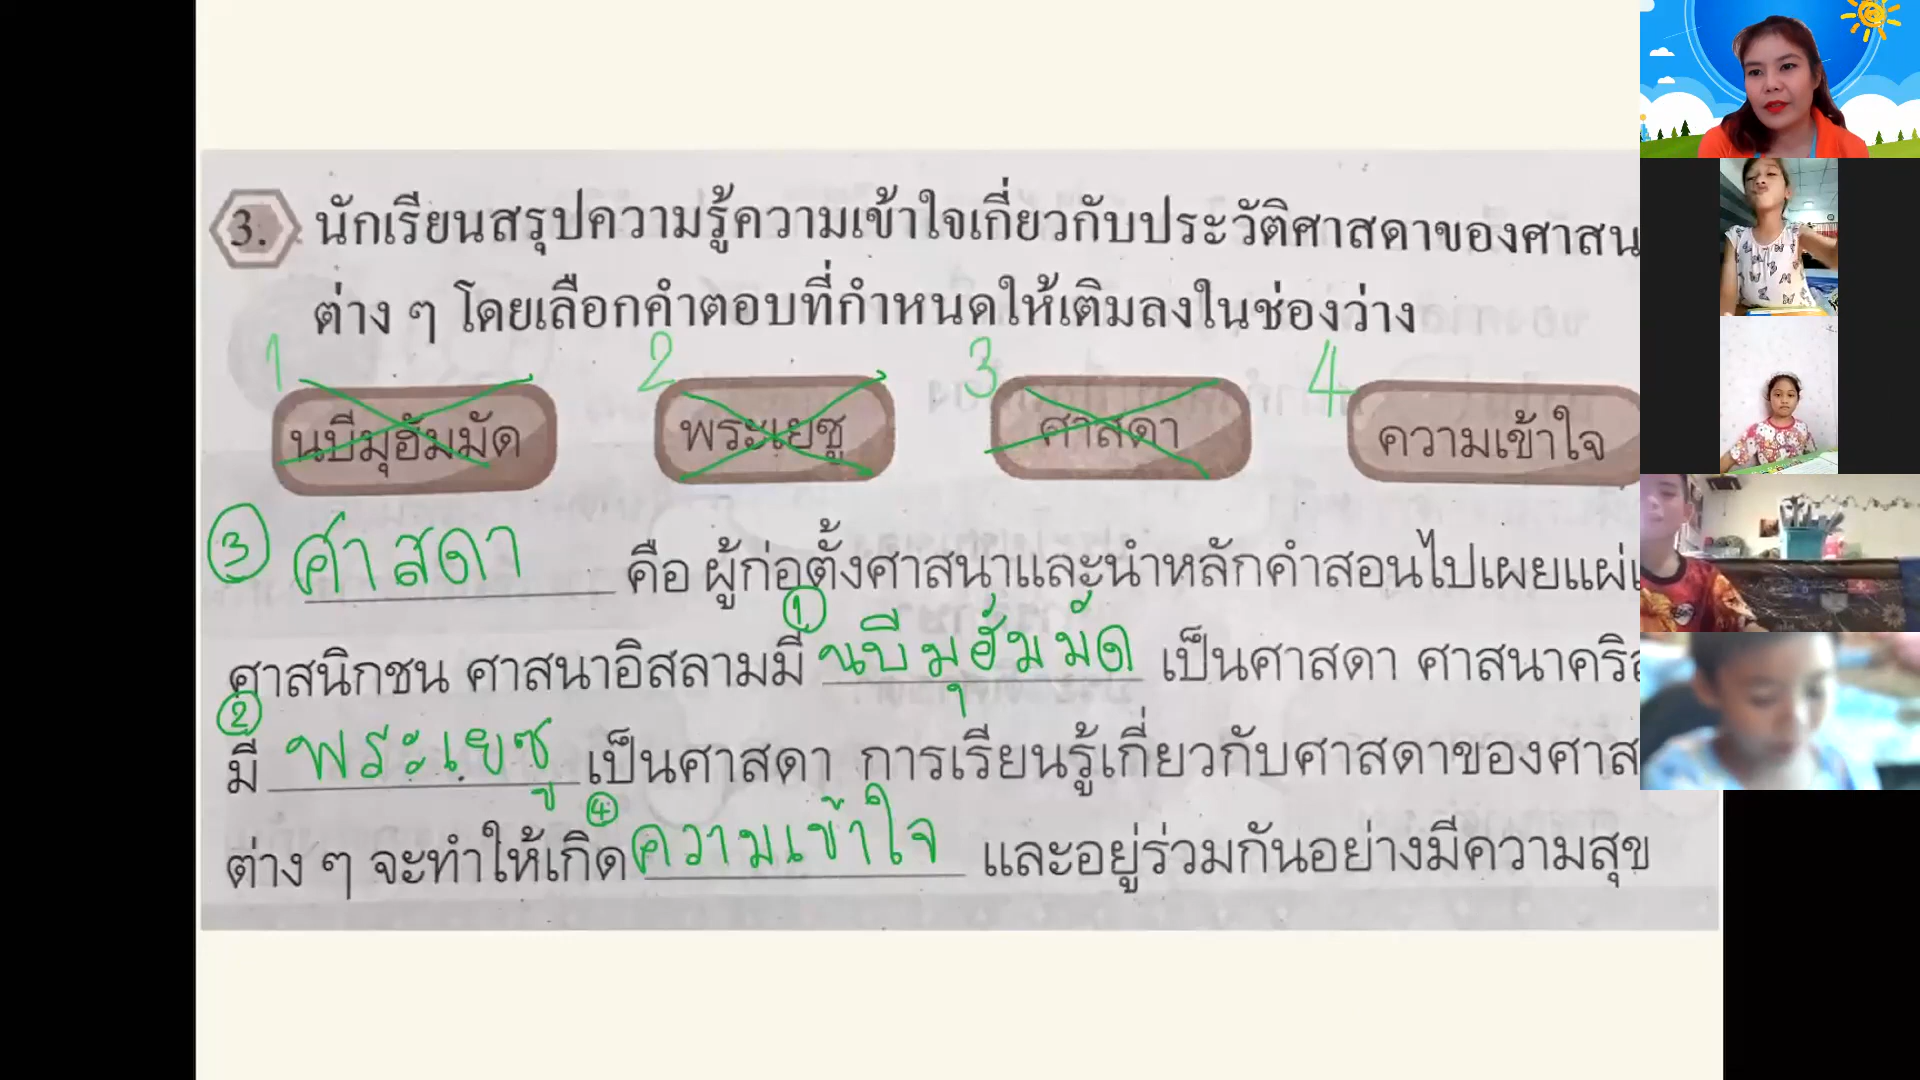 3. นักเรียนสรุปความรู้ความเข้าใจเกี่ยวกับประวัติศาสดาของศาสน
ต่าง ๆ โดยเลือกคำตอบที่กำหนดให้เติมลงในช่องว่าง
1 2 3 4
นบีมุฮัมมัด พระเยซู ศาสดา ความเข้าใจ
3 ศาสดา คือ ผู้ก่อตั้งศาสนาและนำหลักคำสอนไปเผยแผ่
1
ศาสนิกชน ศาสนาอิสลามมี นบีมุฮัมมัด เป็นศาสดา ศาสนาคริ
2
มี พระเยซู เป็นศาสดา การเรียนรู้เกี่ยวกับศาสดาของศาส
4
ต่าง ๆ จะทำให้เกิด ความเข้าใจ และอยู่ร่วมกันอย่างมีความสุข